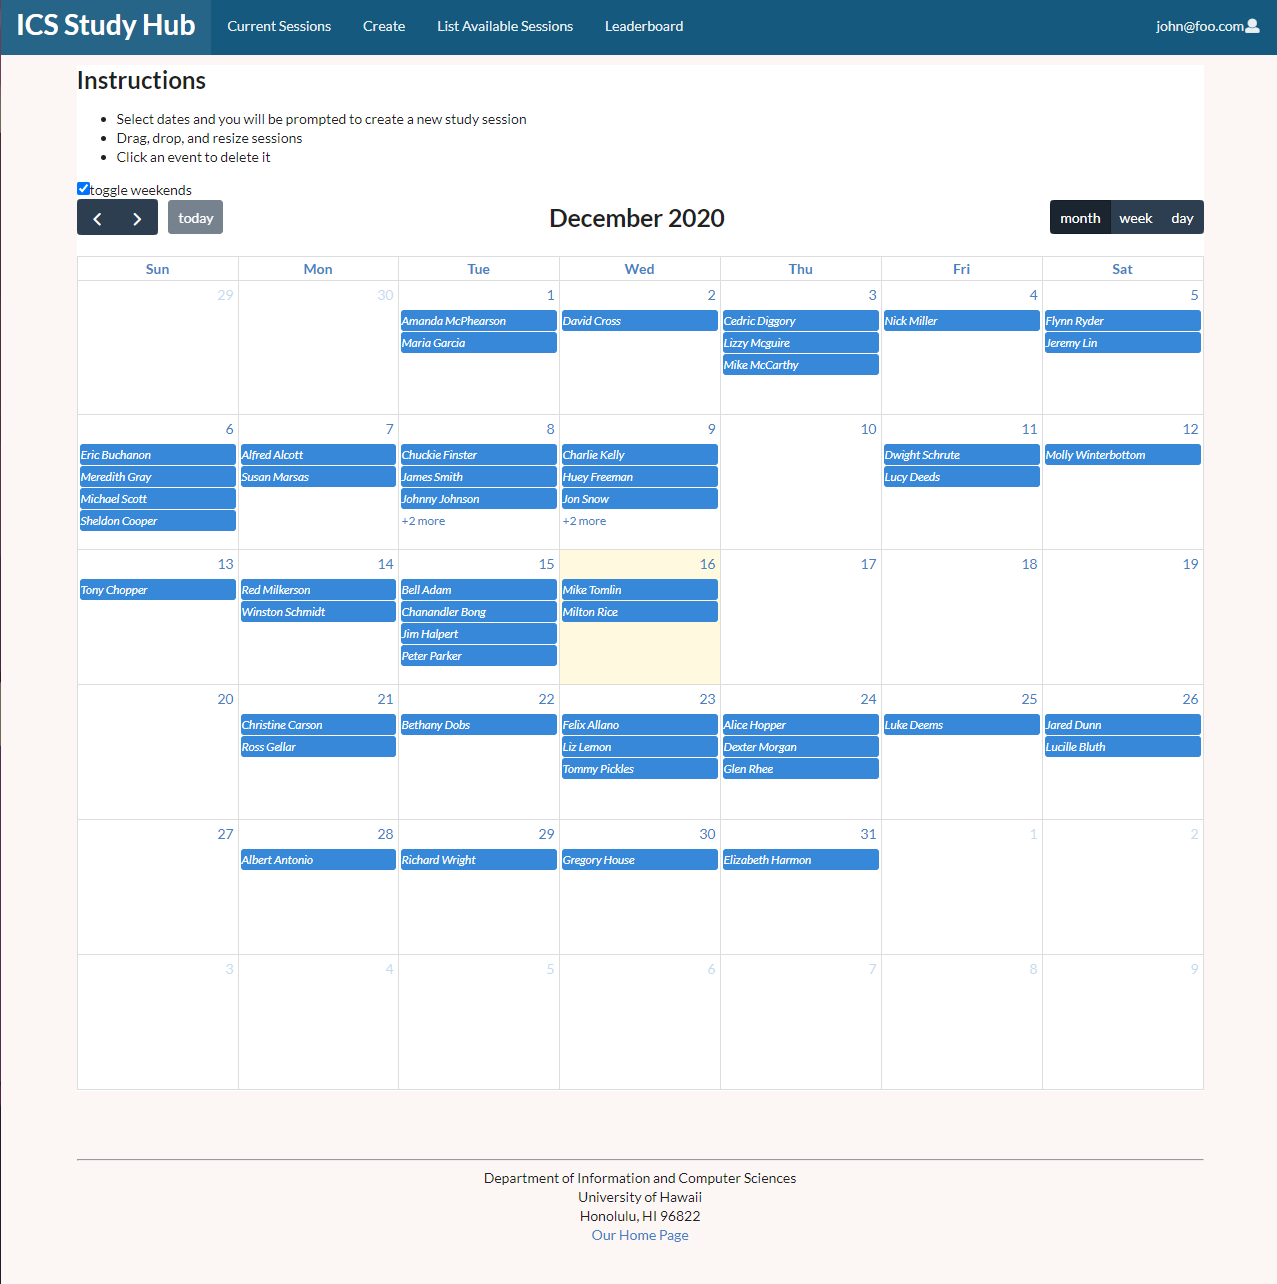 ICS Study Hub Current Sessions Create List Available Sessions Leaderboard john@foo.com
Instructions
Select dates and you will be prompted to create a new study session
Drag, drop, and resize sessions
Click an event to delete it
toggle weekends
today December 2020 month week day
Sun Mon Tue Wed Thu Fri Sat
29 30 1 2 3 4 5
Amanda McPhearson David Cross Cedric Diggory Nick Miller Flynn Ryder
Maria Garcia Lizzy Mcguire Jeremy Lin
Mike McCarthy
6 7 8 9 10 11 12
Eric Buchanon Alfred Alcott Chuckie Finster Charlie Kelly Dwight Schrute Molly Winterbottom
Meredith Gray Susan Marsas James Smith Huey Freeman Lucy Deeds
Michael Scott Johnny Johnson Jon Snow
Sheldon Cooper +2 more +2 more
13 14 15 16 17 18 19
Tony Chopper Red Milkerson Bell Adam Mike Tomlin
Winston Schmidt Chanandler Bong Milton Rice
Jim Halpert
Peter Parker
20 21 22 23 24 25 26
Christine Carson Bethany Dobs Felix Allano Alice Hopper Luke Deems Jared Dunn
Ross Gellar Liz Lemon Dexter Morgan Lucille Bluth
Tommy Pickles Glen Rhee
27 28 29 30 31 1 2
Albert Antonio Richard Wright Gregory House Elizabeth Harmon
3 4 5 6 7 8 9
Department of Information and Computer Sciences
University of Hawaii
Honolulu, HI 96822
Our Home Page